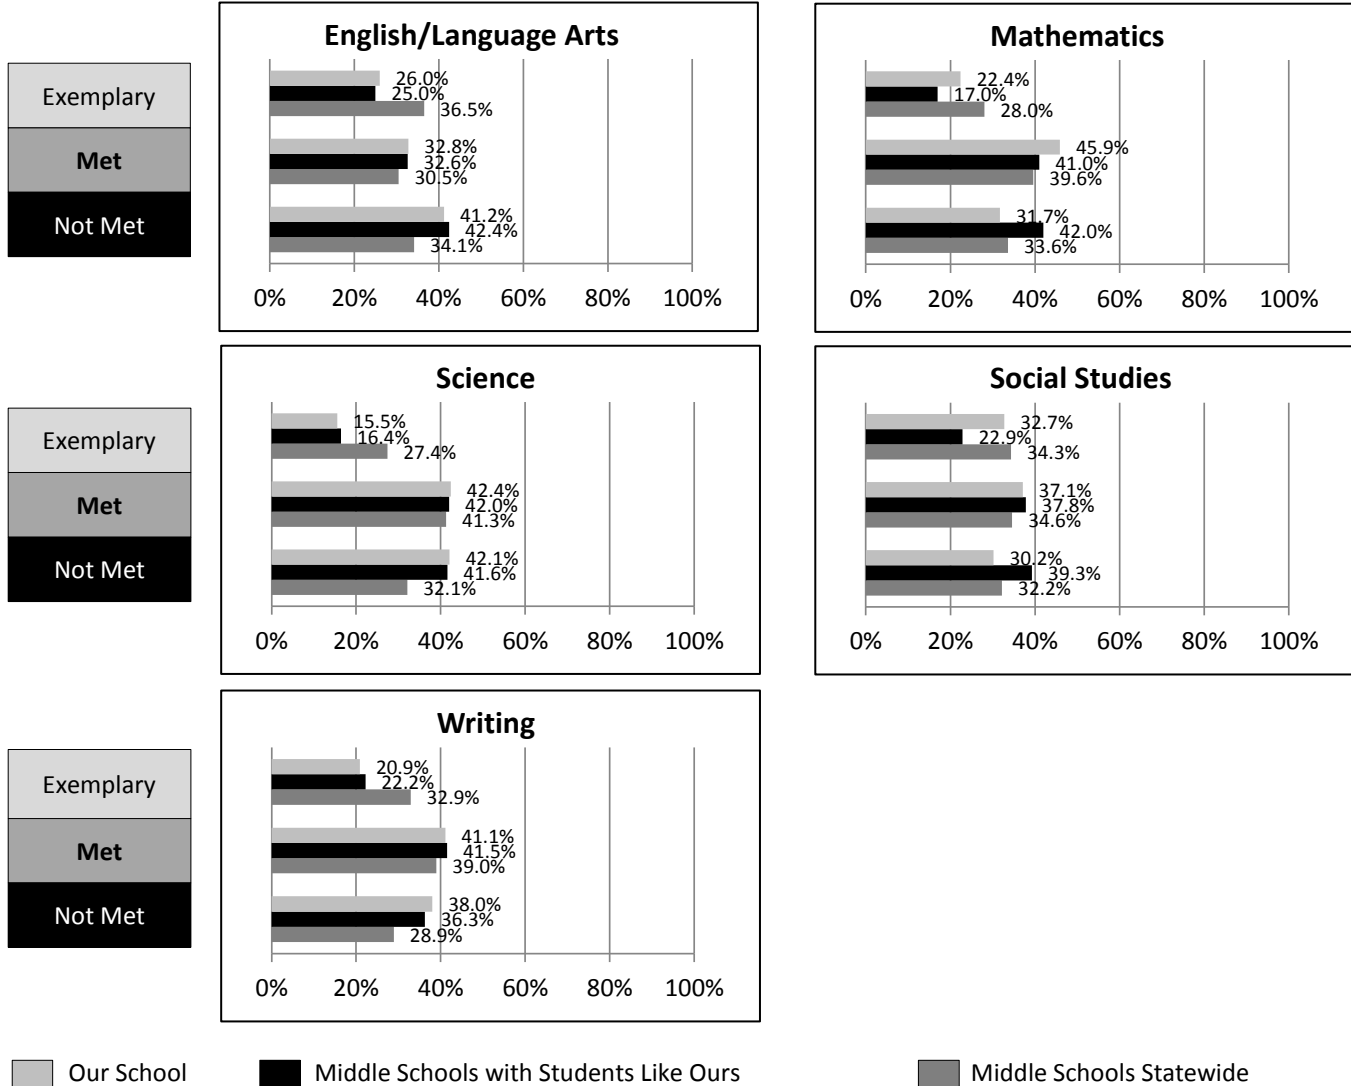 English/Language Arts
Exemplary
Met
Not Met
26.0%
25.0%
36.5%
32.8%
32.6%
30.5%
41.2%
42.4%
34.1%
0% 20% 40% 60% 80% 100%
Mathematics
22.4%
17.0%
28.0%
45.9%
41.0%
39.6%
31.7%
42.0%
33.6%
0% 20% 40% 60% 80% 100%
Science
Exemplary
Met
Not Met
15.5%
16.4%
27.4%
42.4%
42.0%
41.3%
42.1%
41.6%
32.1%
0% 20% 40% 60% 80% 100%
Social Studies
32.7%
22.9%
34.3%
37.1%
37.8%
34.6%
30.2%
39.3%
32.2%
0% 20% 40% 60% 80% 100%
Writing
Exemplary
Met
Not Met
20.9%
22.2%
32.9%
41.1%
41.5%
39.0%
38.0%
36.3%
28.9%
0% 20% 40% 60% 80% 100%
Our School
Middle Schools with Students Like Ours
Middle Schools Statewide